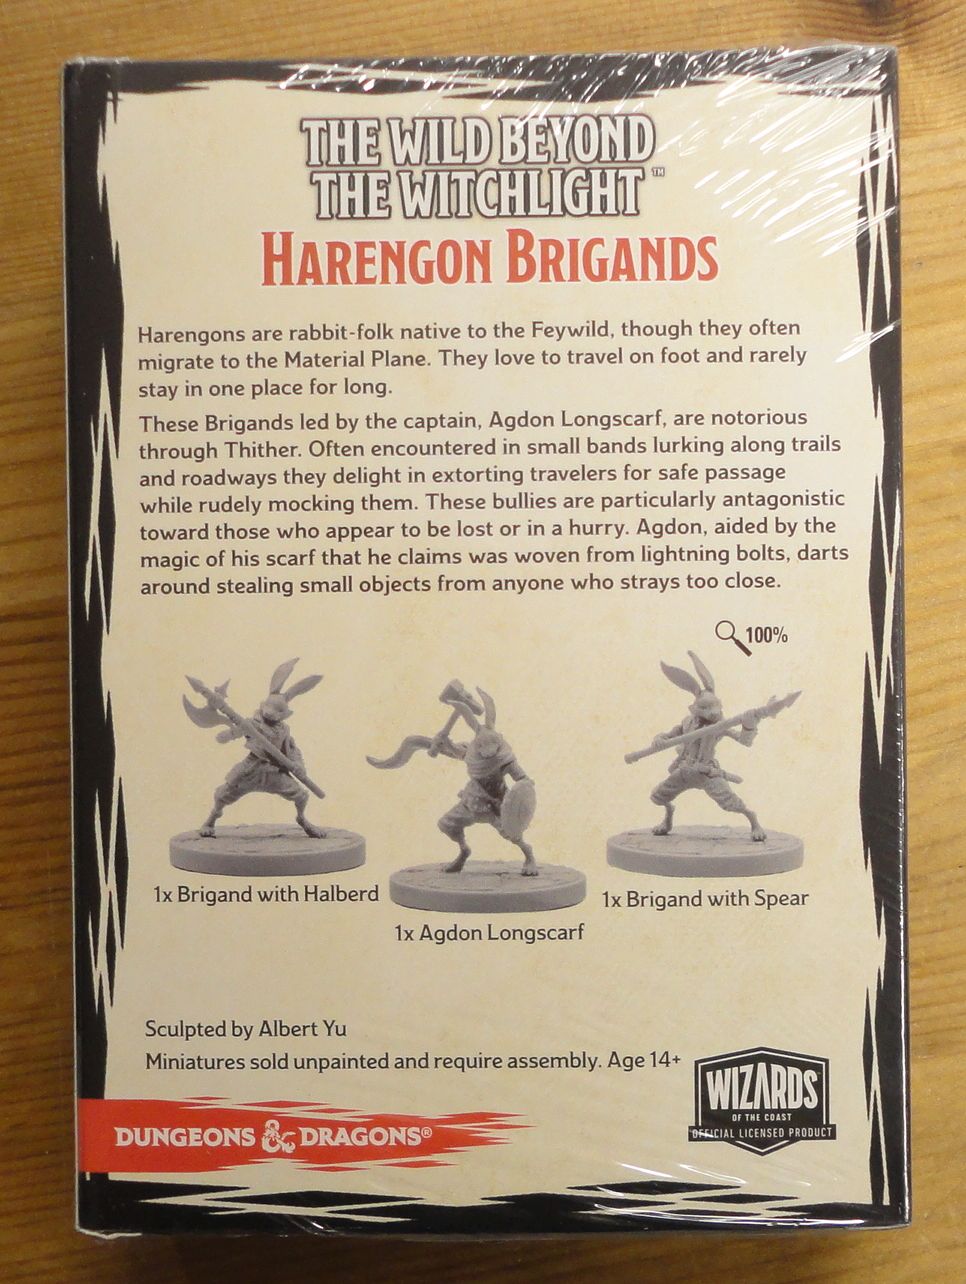 THE WILD BEYOND
THE WITCHLIGHT™
HARENGON BRIGANDS
Harengons are rabbit-folk native to the Feywild, though they often
migrate to the Material Plane. They love to travel on foot and rarely
stay in one place for long.
These Brigands led by the captain, Agdon Longscarf, are notorious
through Thither. Often encountered in small bands lurking along trails
and roadways they delight in extorting travelers for safe passage
while rudely mocking them. These bullies are particularly antagonistic
toward those who appear to be lost or in a hurry. Agdon, aided by the
magic of his scarf that he claims was woven from lightning bolts, darts
around stealing small objects from anyone who strays too close.
100%
1x Brigand with Halberd
1x Agdon Longscarf
1x Brigand with Spear
Sculpted by Albert Yu
Miniatures sold unpainted and require assembly. Age 14+
DUNGEONS & DRAGONS®
WIZARDS
OF THE COAST
OFFICIAL LICENSED PRODUCT